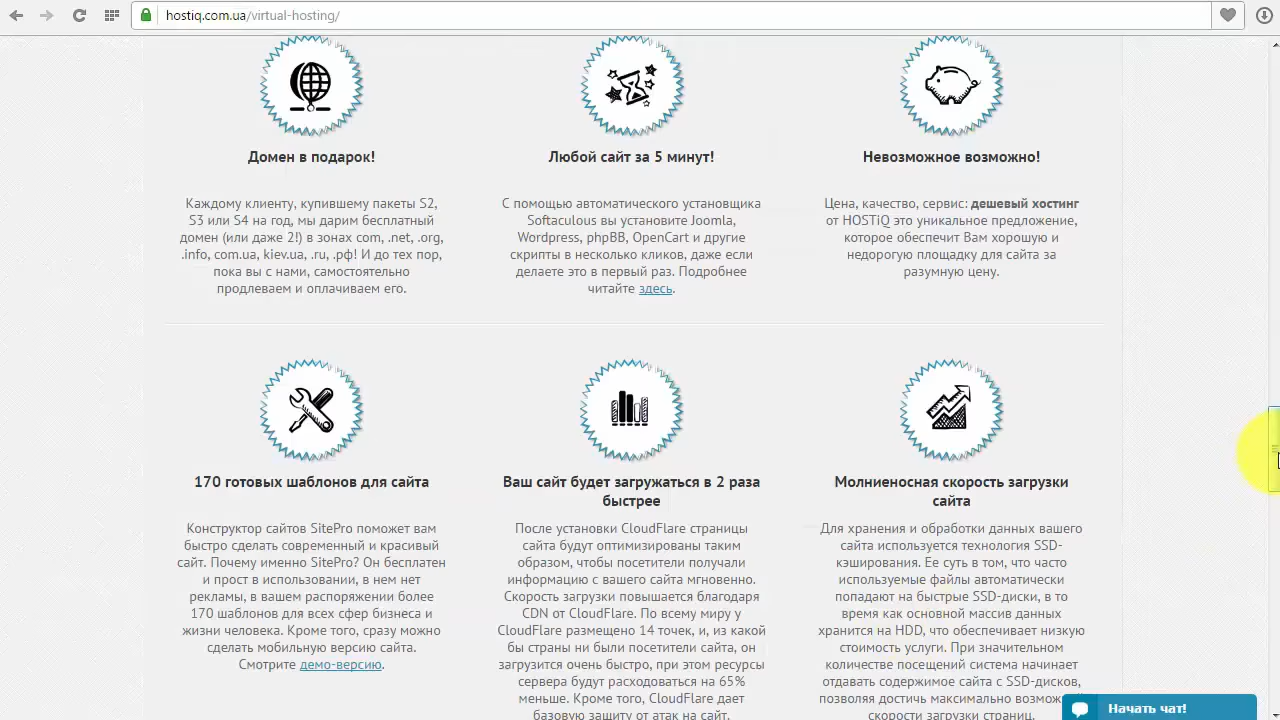 hostiq.com.ua/virtual-hosting/
Домен в подарок!
Каждому клиенту, купившему пакеты S2,
S3 или S4 на год, мы дарим бесплатный
домен (или даже 2!) в зонах com, .net, .org,
.info, com.ua, kiev.ua, .ru, .рф! И до тех пор,
пока вы с нами, самостоятельно
продлеваем и оплачиваем его.
Любой сайт за 5 минут!
С помощью автоматического установщика
Softaculous вы установите Joomla,
Wordpress, phpBB, OpenCart и другие
скрипты в несколько кликов, даже если
делаете это в первый раз. Подробнее
читайте здесь.
Невозможное возможно!
Цена, качество, сервис: дешевый хостинг
от HOSTiQ это уникальное предложение,
которое обеспечит Вам хорошую и
недорогую площадку для сайта за
разумную цену.
170 готовых шаблонов для сайта
Конструктор сайтов SitePro поможет вам
быстро сделать современный и красивый
сайт. Почему именно SitePro? Он бесплатен
и прост в использовании, в нем нет
рекламы, в вашем распоряжении более
170 шаблонов для всех сфер бизнеса и
жизни человека. Кроме того, сразу можно
сделать мобильную версию сайта.
Смотрите демо-версию.
Ваш сайт будет загружаться в 2 раза
быстрее
После установки CloudFlare страницы
сайта будут оптимизированы таким
образом, чтобы посетители получали
информацию с вашего сайта мгновенно.
Скорость загрузки повышается благодаря
CDN от CloudFlare. По всему миру у
CloudFlare размещено 14 точек, и, из какой
бы страны ни были посетители сайта, он
загрузится очень быстро, при этом ресурсы
сервера будут расходоваться на 65%
меньше. Кроме того, CloudFlare дает
базовую защиту от атак на сайт.
Молниеносная скорость загрузки
сайта
Для хранения и обработки данных вашего
сайта используется технология SSD-
кэширования. Ее суть в том, что часто
используемые файлы автоматически
попадают на быстрые SSD-диски, в то
время как основной массив данных
хранится на HDD, что обеспечивает низкую
стоимость услуги. При значительном
количестве посещений система начинает
отдавать содержимое сайта с SSD-дисков,
позволяя достичь максимально
скорости загрузки страниц.
Начать чат!